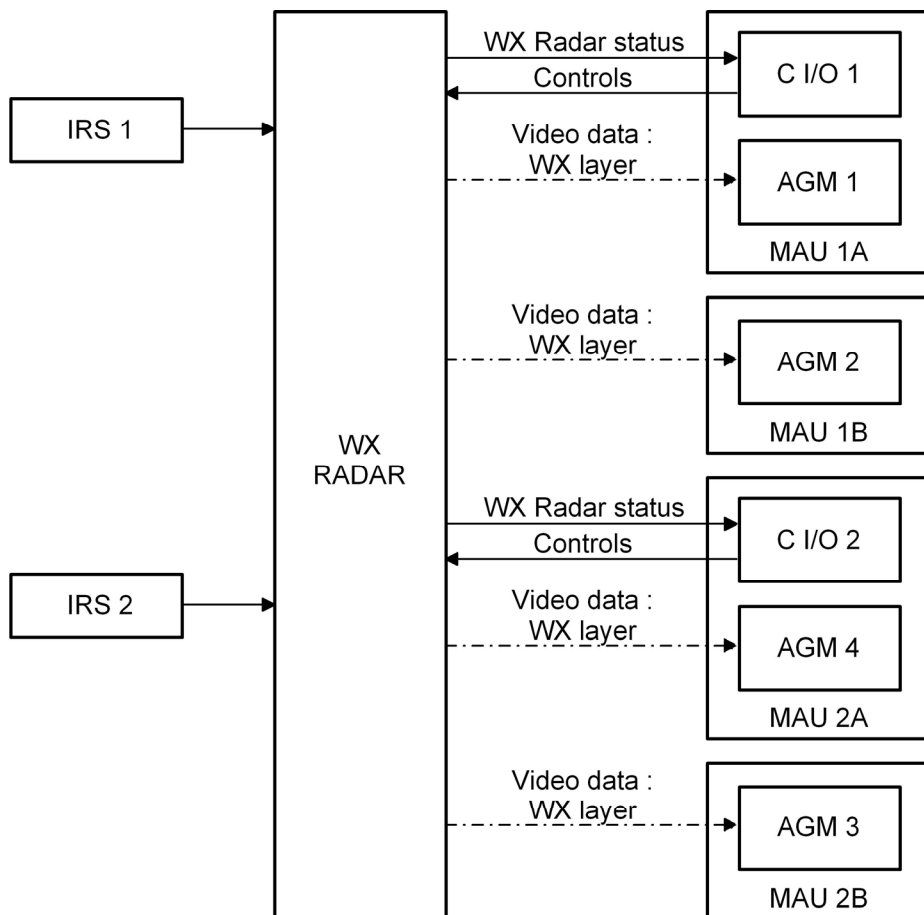 WX Radar status
C I/O 1
Controls
IRS 1
Video data :
WX layer
AGM 1
MAU 1A
Video data :
WX layer
AGM 2
MAU 1B
WX
RADAR
WX Radar status
C I/O 2
Controls
IRS 2
Video data :
WX layer
AGM 4
MAU 2A
Video data :
WX layer
AGM 3
MAU 2B